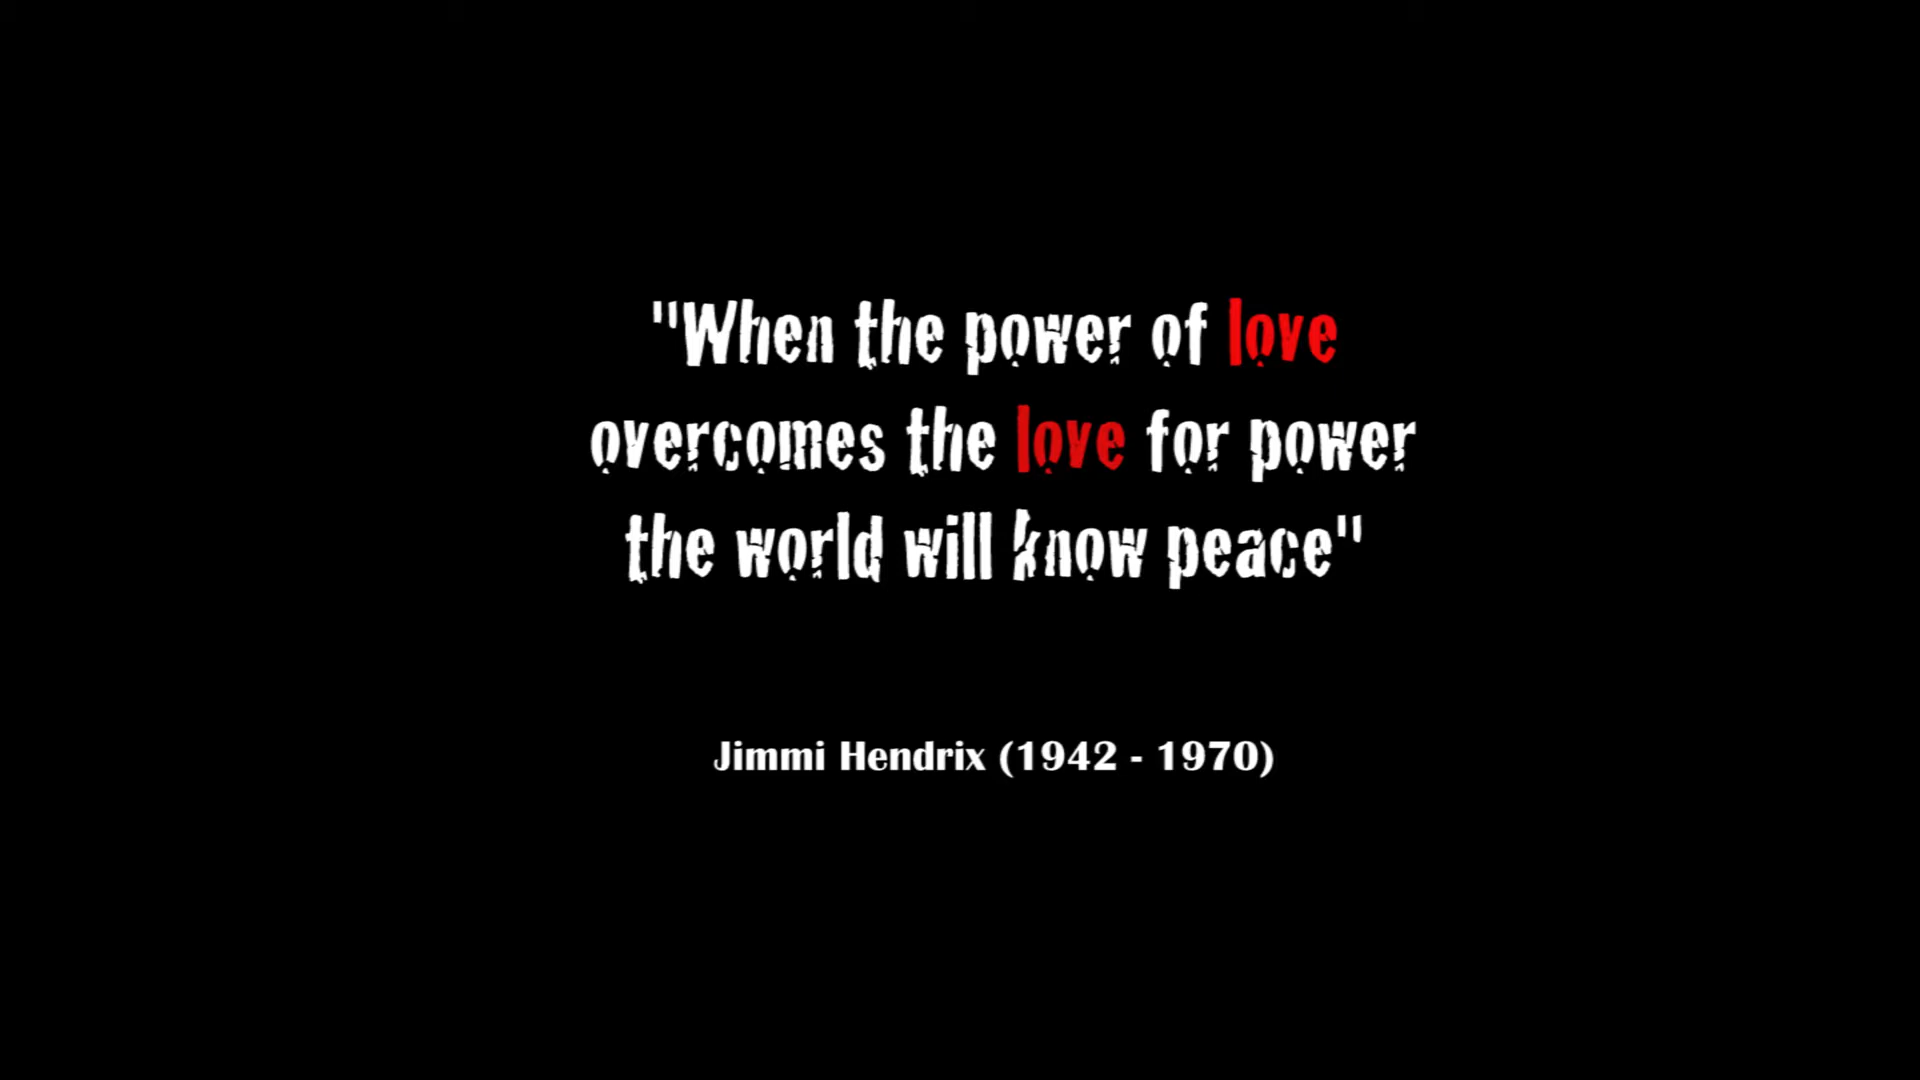 "When the power of love
overcomes the love for power
the world will know peace"
Jimmi Hendrix (1942 - 1970)